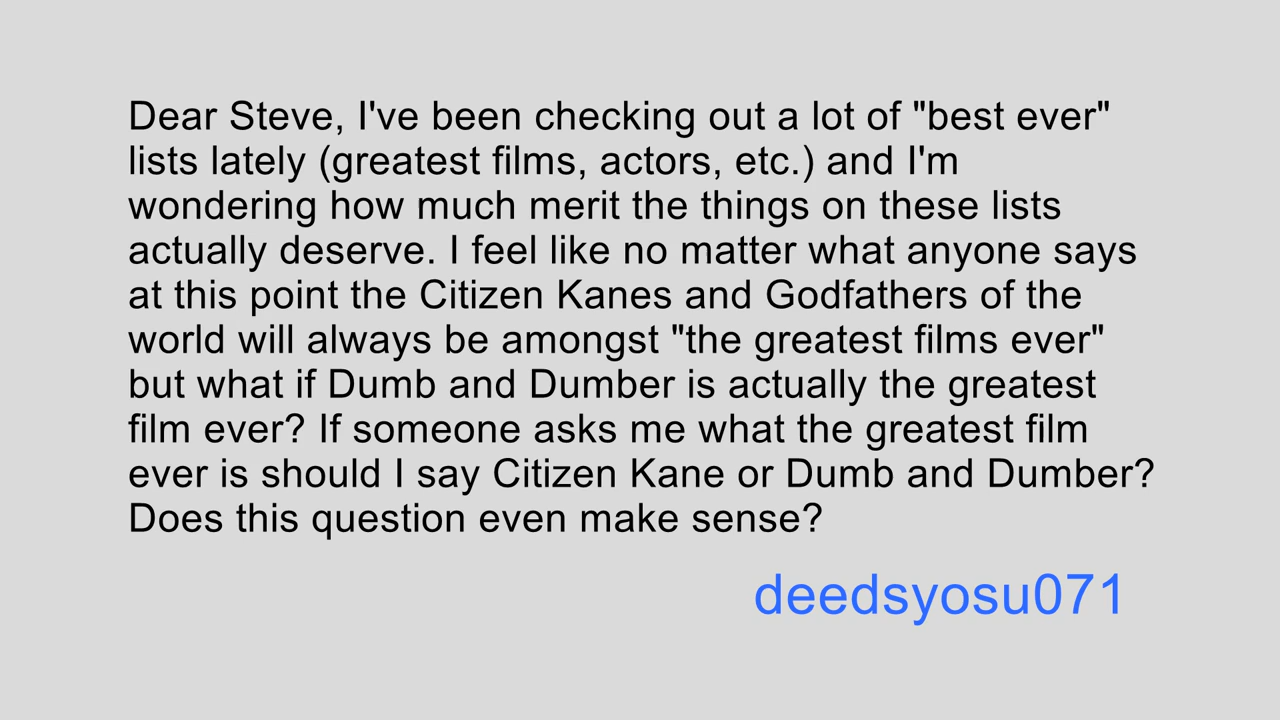 Dear Steve, I've been checking out a lot of "best ever"
lists lately (greatest films, actors, etc.) and I'm
wondering how much merit the things on these lists
actually deserve. I feel like no matter what anyone says
at this point the Citizen Kanes and Godfathers of the
world will always be amongst "the greatest films ever"
but what if Dumb and Dumber is actually the greatest
film ever? If someone asks me what the greatest film
ever is should I say Citizen Kane or Dumb and Dumber?
Does this question even make sense?
deedsyosu071